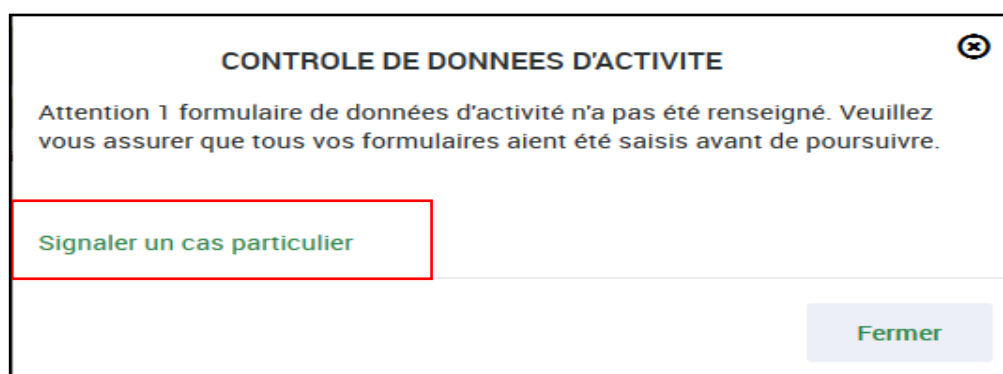 CONTROLE DE DONNEES D'ACTIVITE
Attention 1 formulaire de données d'activité n'a pas été renseigné. Veuillez
vous assurer que tous vos formulaires aient été saisis avant de poursuivre.
Signaler un cas particulier
Fermer